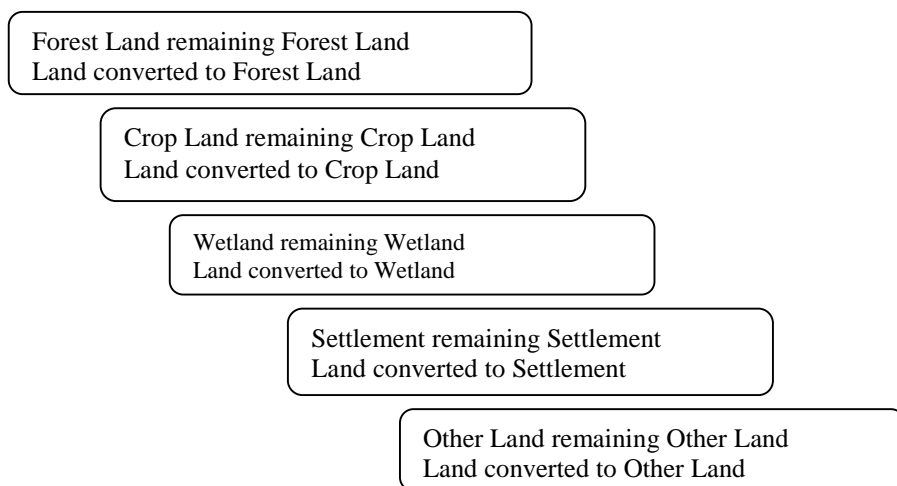 Forest Land remaining Forest Land
Land converted to Forest Land
Crop Land remaining Crop Land
Land converted to Crop Land
Wetland remaining Wetland
Land converted to Wetland
Settlement remaining Settlement
Land converted to Settlement
Other Land remaining Other Land
Land converted to Other Land